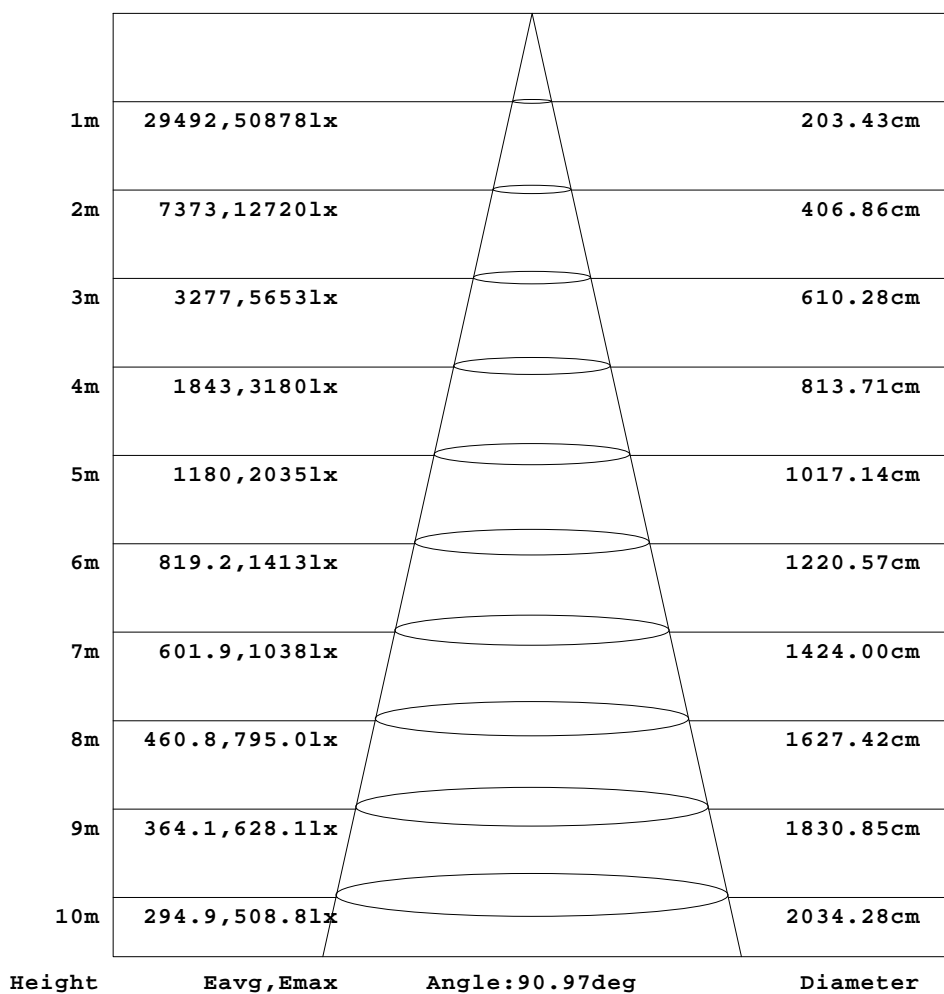 1m 29492,50878lx 203.43cm
2m 7373,12720lx 406.86cm
3m 3277,5653lx 610.28cm
4m 1843,3180lx 813.71cm
5m 1180,2035lx 1017.14cm
6m 819.2,1413lx 1220.57cm
7m 601.9,1038lx 1424.00cm
8m 460.8,795.0lx 1627.42cm
9m 364.1,628.1lx 1830.85cm
10m 294.9,508.8lx 2034.28cm
Height Eavg,Emax Angle:90.97deg Diameter